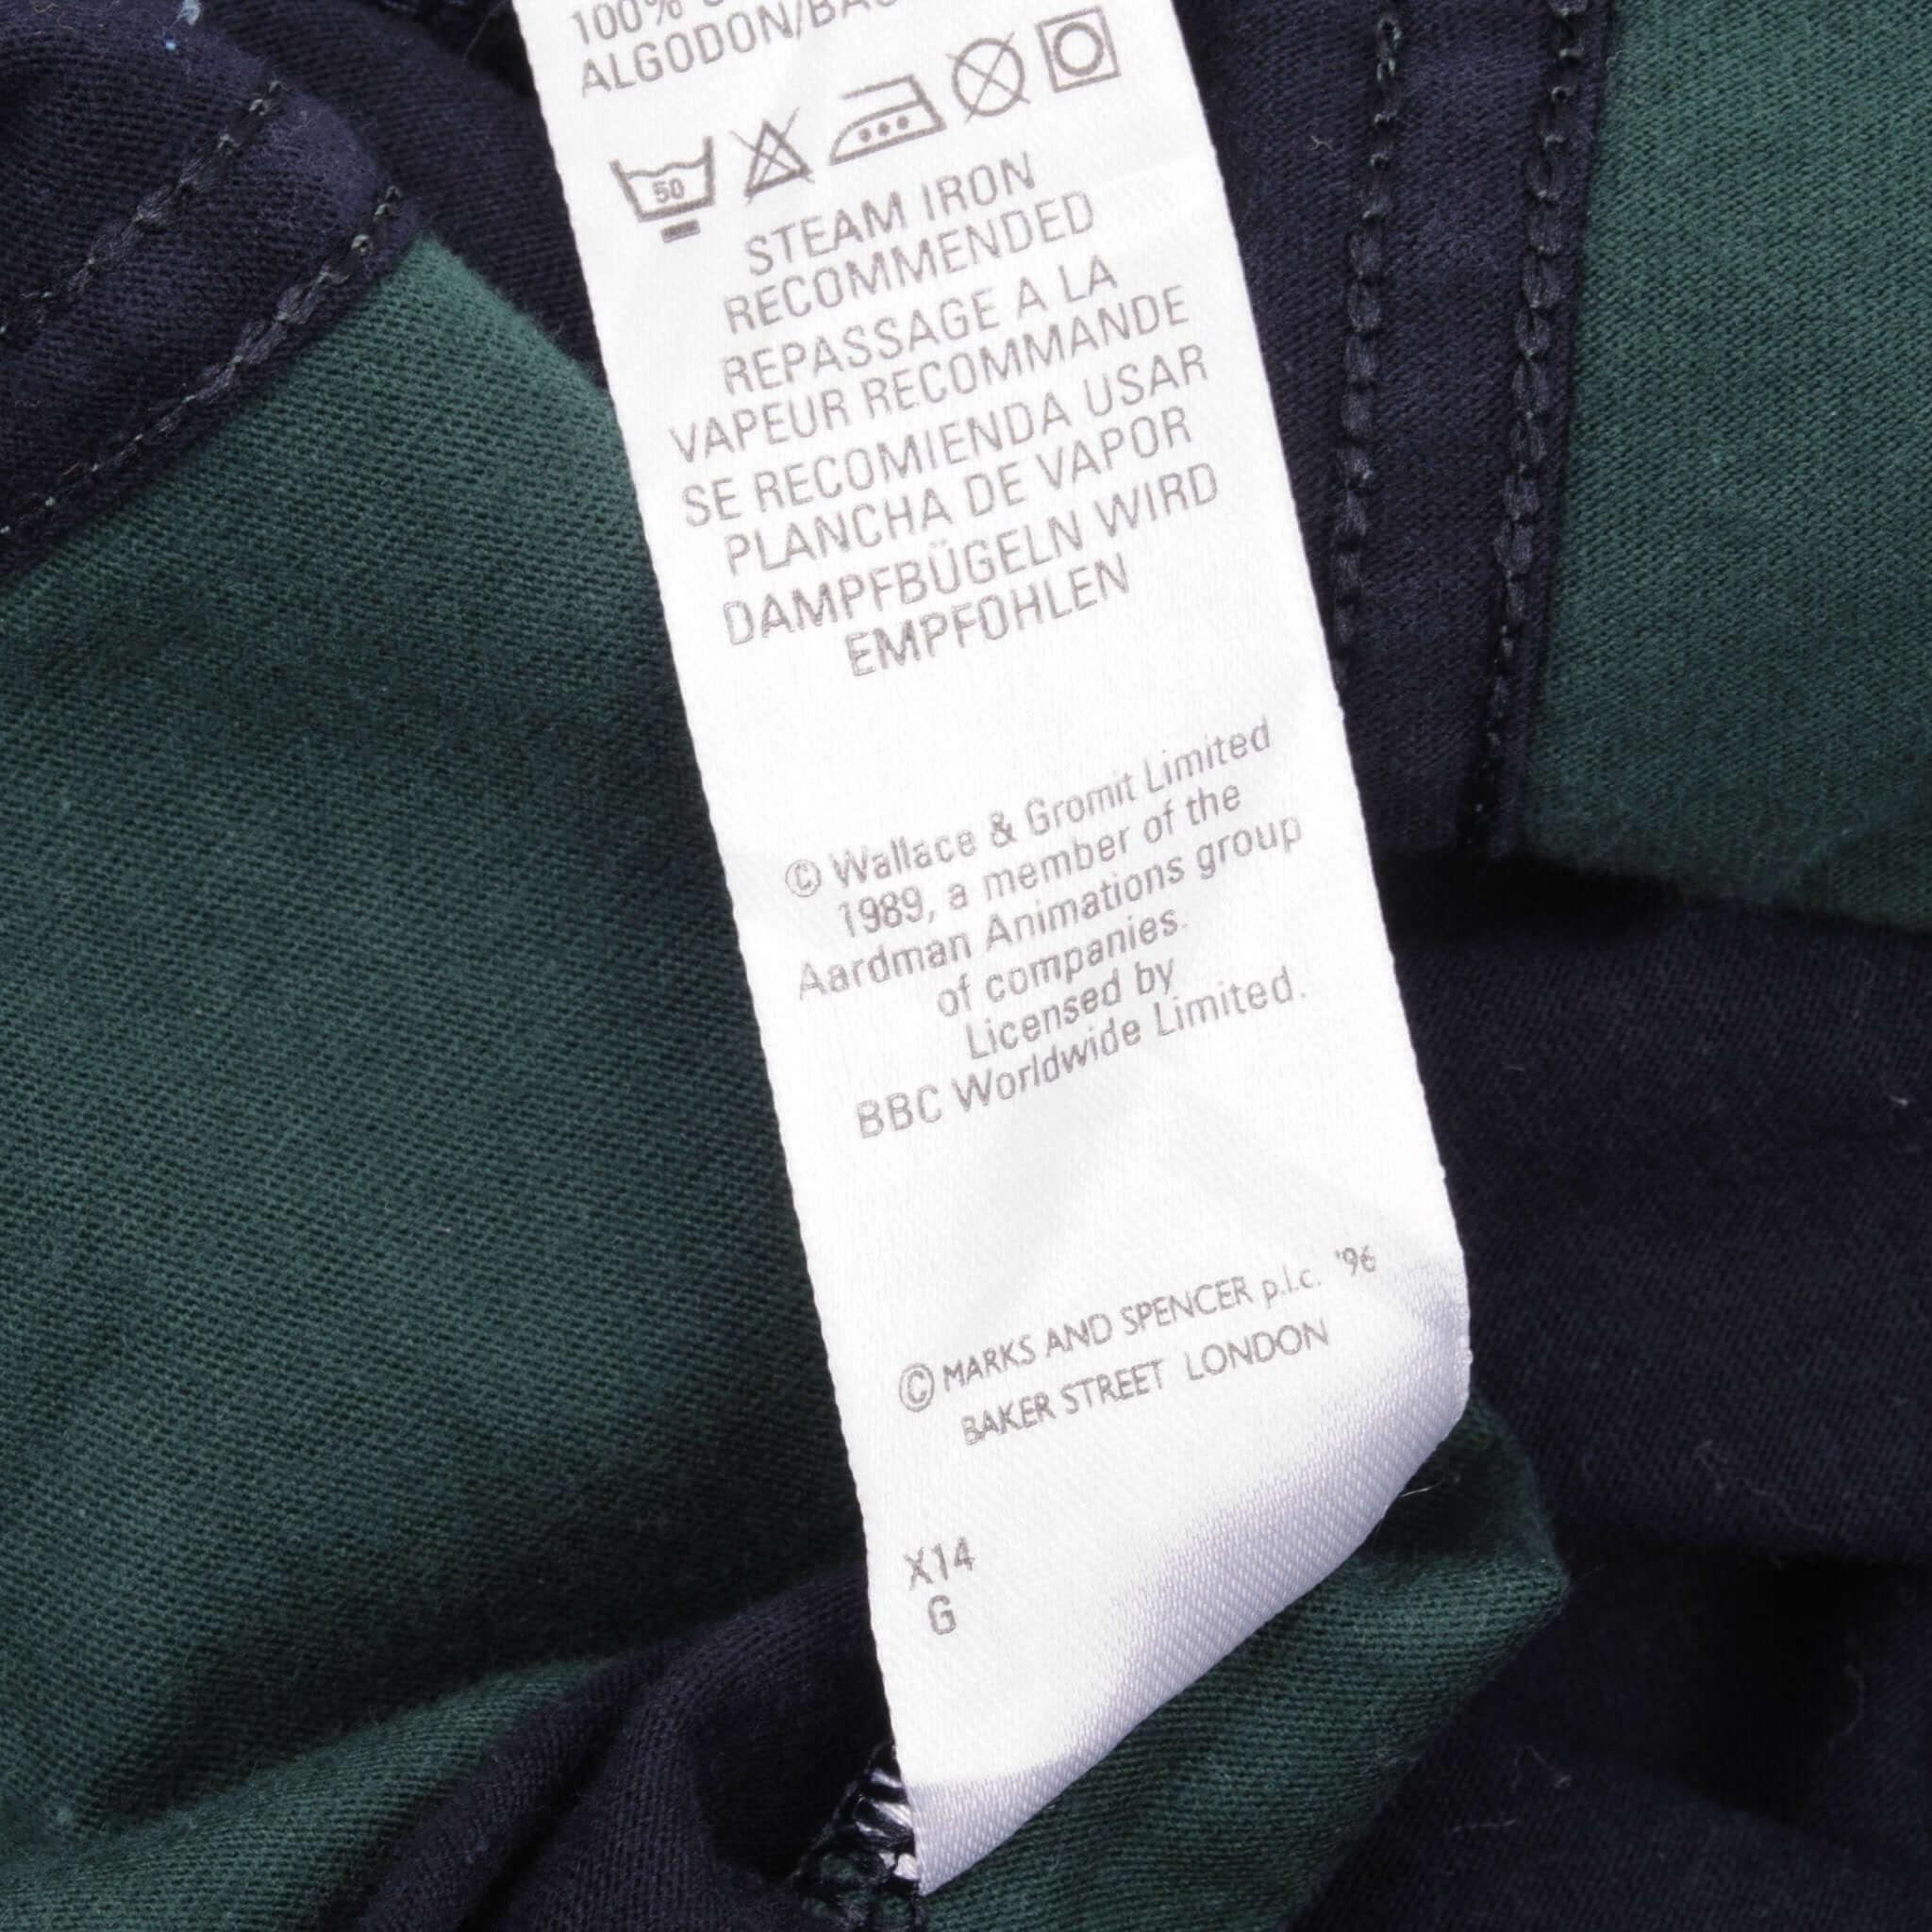 100%
ALGODON/BA
50
STEAM IRON
RECOMMENDED
REPASSAGE A LA
VAPEUR RECOMMANDE
SE RECOMIENDA USAR
PLANCHA DE VAPOR
DAMPFBÜGELN WIRD
EMPFOHLEN
© Wallace & Gromit Limited
1989, a member of the
Aardman Animations group
of companies.
Licensed by
BBC Worldwide Limited.
© MARKS AND SPENCER p.l.c. '96
BAKER STREET LONDON
X14
G